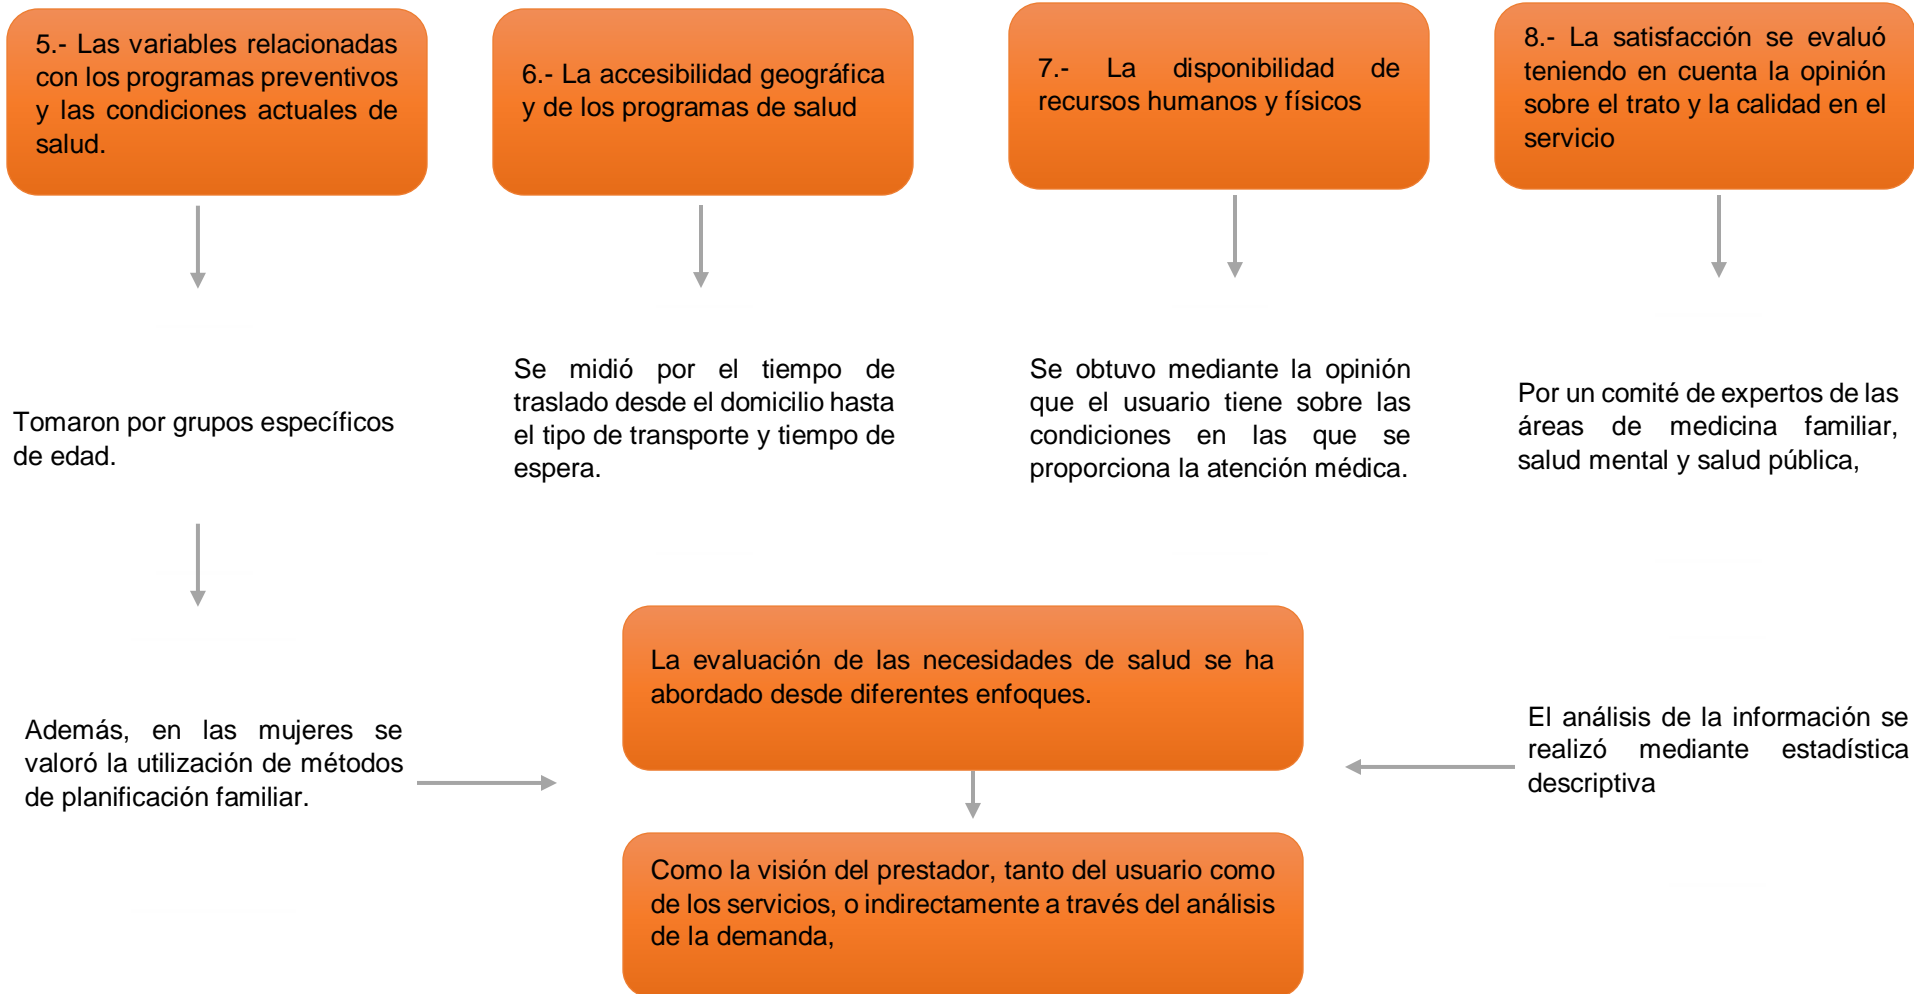 5.- Las variables relacionadas
con los programas preventivos
y las condiciones actuales de
salud.
6.- La accesibilidad geográfica
y de los programas de salud
7.- La disponibilidad de
recursos humanos y físicos
8.- La satisfacción se evaluó
teniendo en cuenta la opinión
sobre el trato y la calidad en el
servicio
Tomaron por grupos específicos
de edad.
Se midió por el tiempo de
traslado desde el domicilio hasta
el tipo de transporte y tiempo de
espera.
Se obtuvo mediante la opinión
que el usuario tiene sobre las
condiciones en las que se
proporciona la atención médica.
Por un comité de expertos de las
áreas de medicina familiar,
salud mental y salud pública,
Además, en las mujeres se
valoró la utilización de métodos
de planificación familiar.
La evaluación de las necesidades de salud se ha
abordado desde diferentes enfoques.
El análisis de la información se
realizó mediante estadística
descriptiva
Como la visión del prestador, tanto del usuario como
de los servicios, o indirectamente a través del análisis
de la demanda,